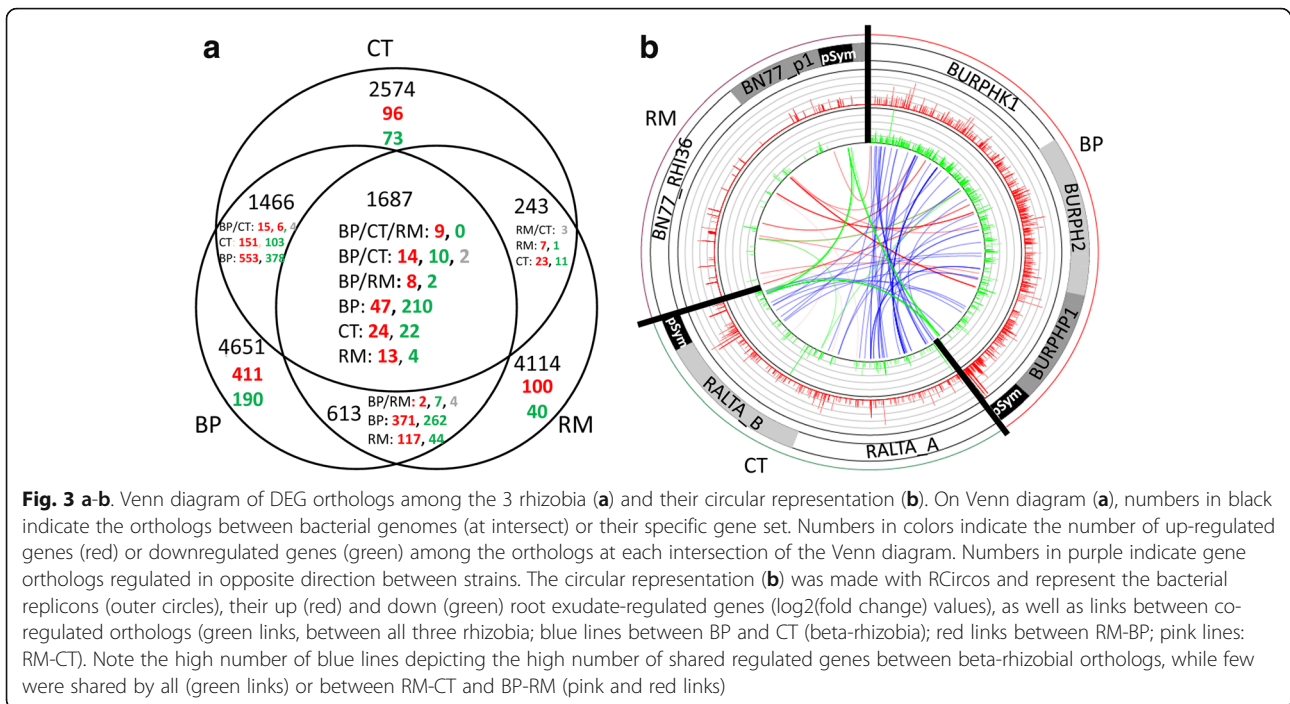 a
CT
2574
96
73
1466
BP/CT: 15, 6, 4
CT: 151, 103
BP: 553, 378
1687
BP/CT/RM: 9, 0
BP/CT: 14, 10, 2
BP/RM: 8, 2
BP: 47, 210
CT: 24, 22
RM: 13, 4
243
RM/CT: 3
RM: 7, 1
CT: 23, 11
4651
411
190
BP
613
BP/RM: 2, 7, 4
BP: 371, 262
RM: 117, 44
4114
100
40
RM
b
RM
BN77_RHI36
BN77_p1
pSym
BURPHK1
BP
BURPH2
BURPHP1
pSym
RALTA_A
CT
RALTA_B
pSym
Fig. 3 a-b. Venn diagram of DEG orthologs among the 3 rhizobia (a) and their circular representation (b). On Venn diagram (a), numbers in black
indicate the orthologs between bacterial genomes (at intersect) or their specific gene set. Numbers in colors indicate the number of up-regulated
genes (red) or downregulated genes (green) among the orthologs at each intersection of the Venn diagram. Numbers in purple indicate gene
orthologs regulated in opposite direction between strains. The circular representation (b) was made with RCircos and represent the bacterial
replicons (outer circles), their up (red) and down (green) root exudate-regulated genes (log2(fold change) values), as well as links between co-
regulated orthologs (green links, between all three rhizobia; blue lines between BP and CT (beta-rhizobia); red links between RM-BP; pink lines:
RM-CT). Note the high number of blue lines depicting the high number of shared regulated genes between beta-rhizobial orthologs, while few
were shared by all (green links) or between RM-CT and BP-RM (pink and red links)